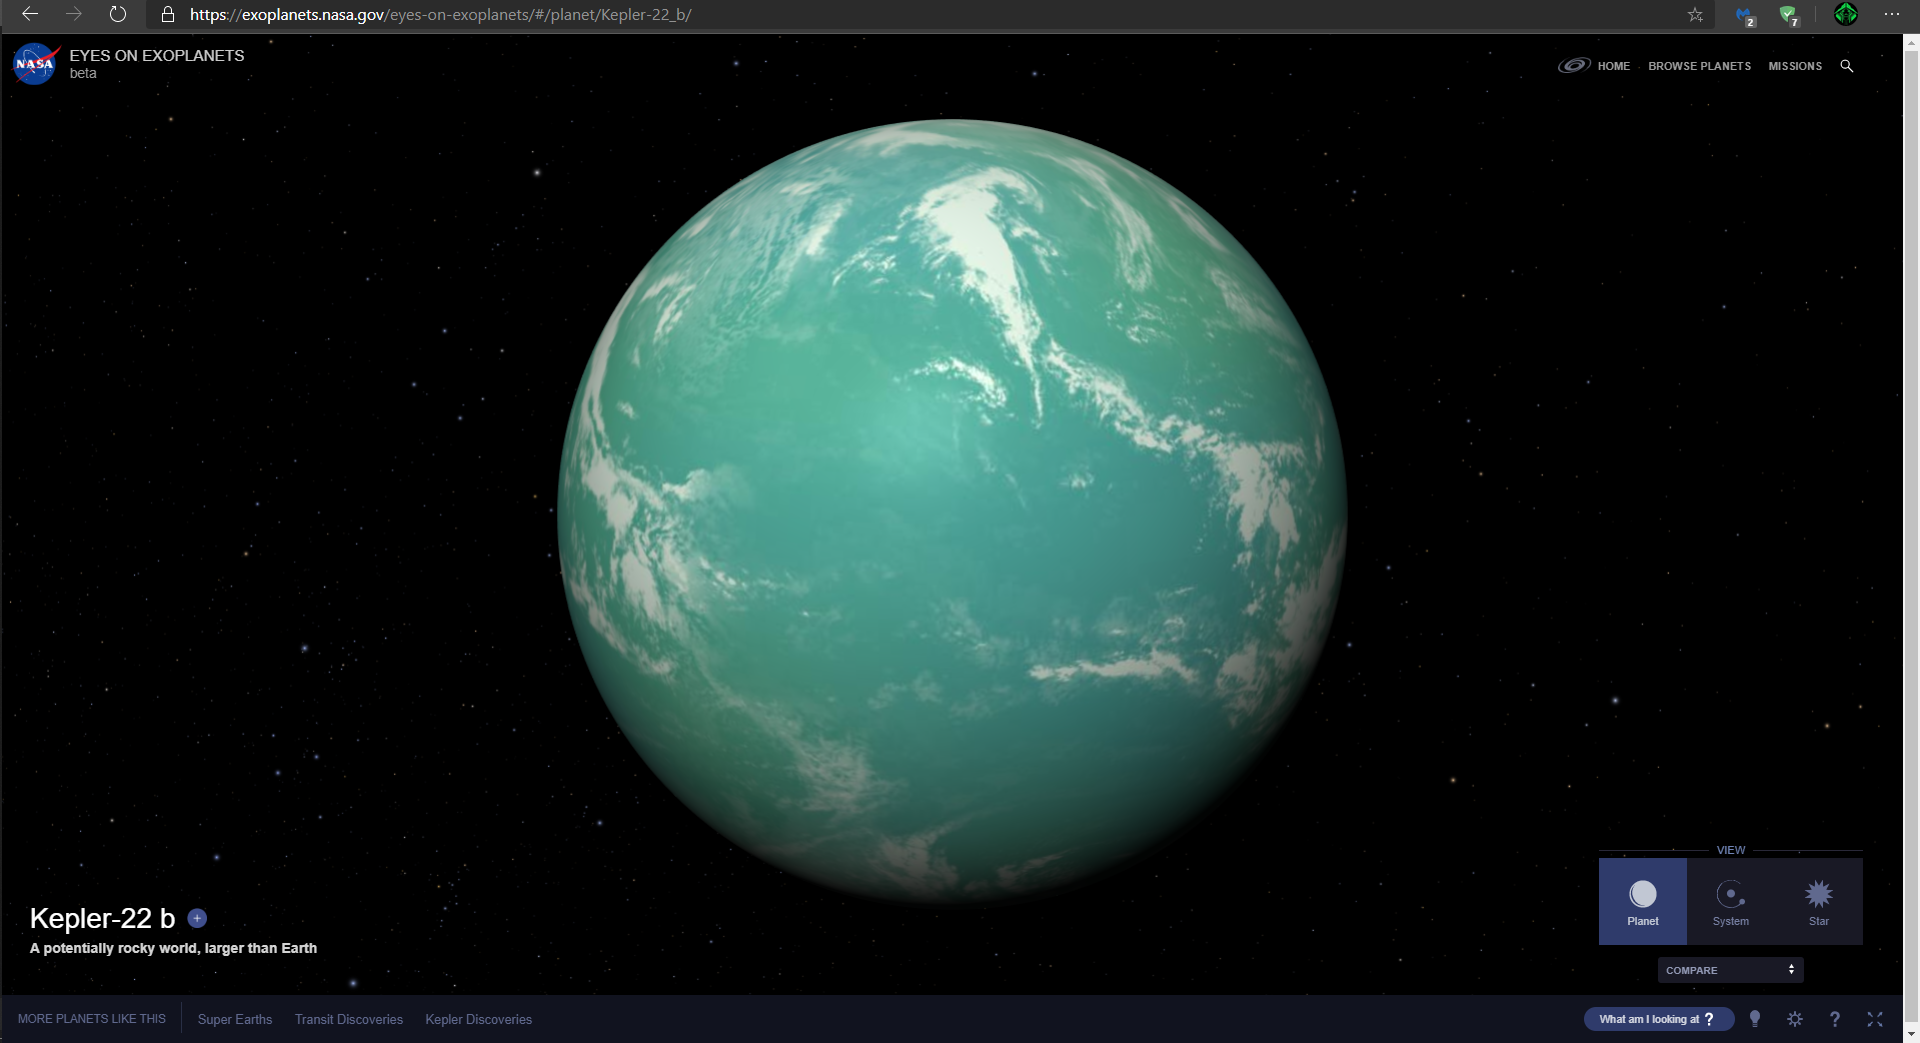 https://exoplanets.nasa.gov/eyes-on-exoplanets/#/planet/Kepler-22_b/
2
7
NASA
EYES ON EXOPLANETS
beta
HOME
BROWSE PLANETS
MISSIONS
Kepler-22 b +
A potentially rocky world, larger than Earth
VIEW
Planet
System
Star
COMPARE
MORE PLANETS LIKE THIS
Super Earths
Transit Discoveries
Kepler Discoveries
What am I looking at ?
?